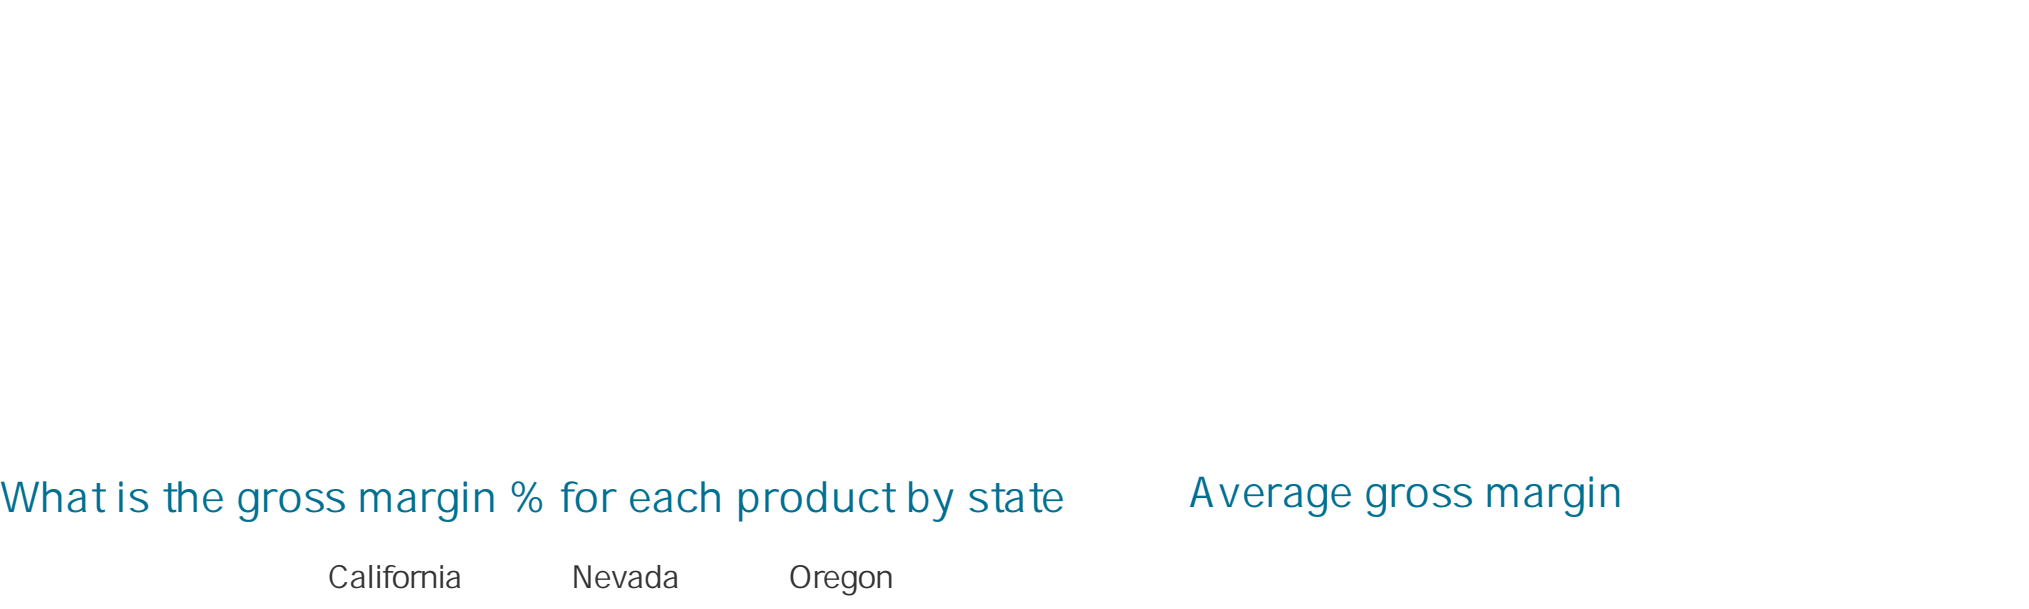 What is the gross margin % for each product by state
Average gross margin
California Nevada Oregon